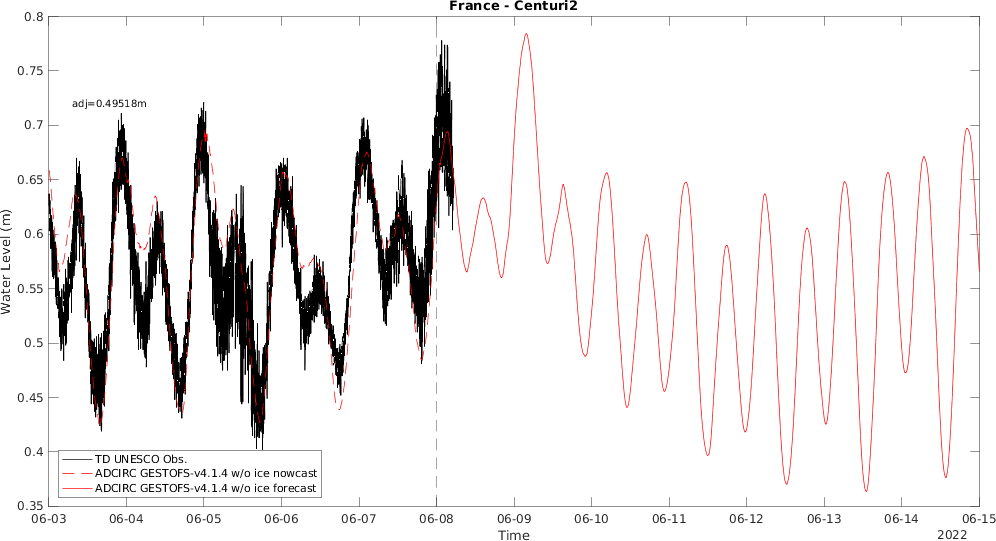 France - Centuri2
0.8
0.75
0.7
0.65
0.6
0.55
0.5
0.45
0.4
0.35
Water Level (m)
adj=0.49518m
TD UNESCO Obs.
ADCIRC GESTOFS-v4.1.4 w/o ice nowcast
ADCIRC GESTOFS-v4.1.4 w/o ice forecast
06-03 06-04 06-05 06-06 06-07 06-08 06-09 06-10 06-11 06-12 06-13 06-14 06-15
Time
2022